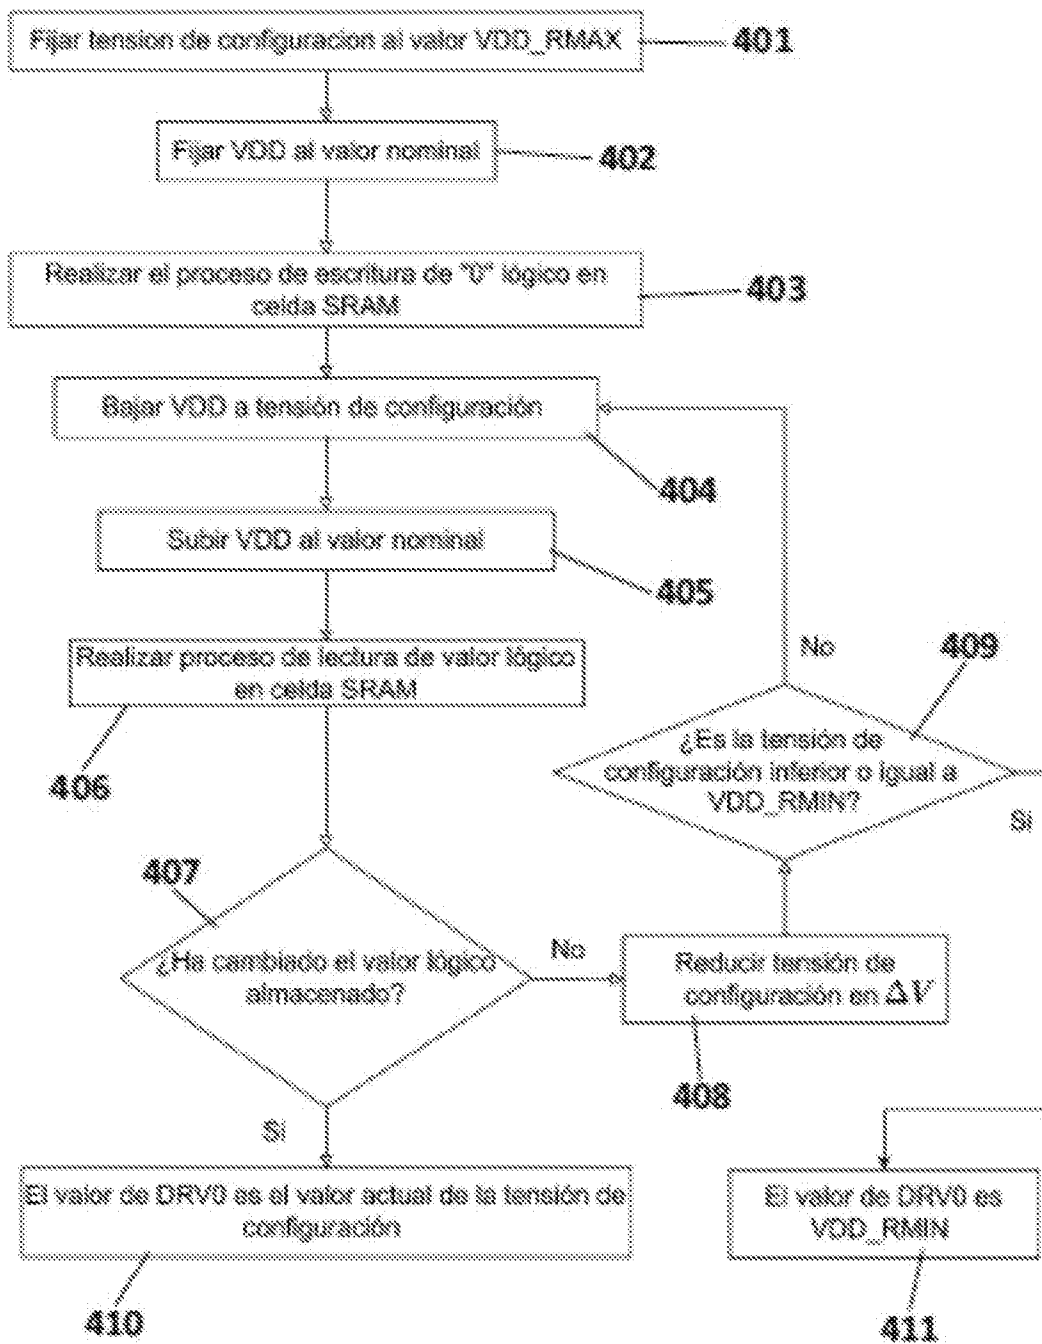 Fijar tension de configuracion al valor VDD_RMAX
401
Fijar VDD al valor nominal
402
Realizar el proceso de escritura de "0" lógico en
celda SRAM
403
Bajar VDD a tensión de configuración
404
Subir VDD al valor nominal
405
Realizar proceso de lectura de valor lógico
en celda SRAM
406
No
409
¿Es la tensión de
configuración inferior o igual a
VDD_RMIN?
Si
407
¿Ha cambiado el valor lógico
almacenado?
No
Reducir tensión de
configuración en ΔV
408
Si
El valor de DRV0 es el valor actual de la tensión de
configuración
410
El valor de DRV0 es
VDD_RMIN
411